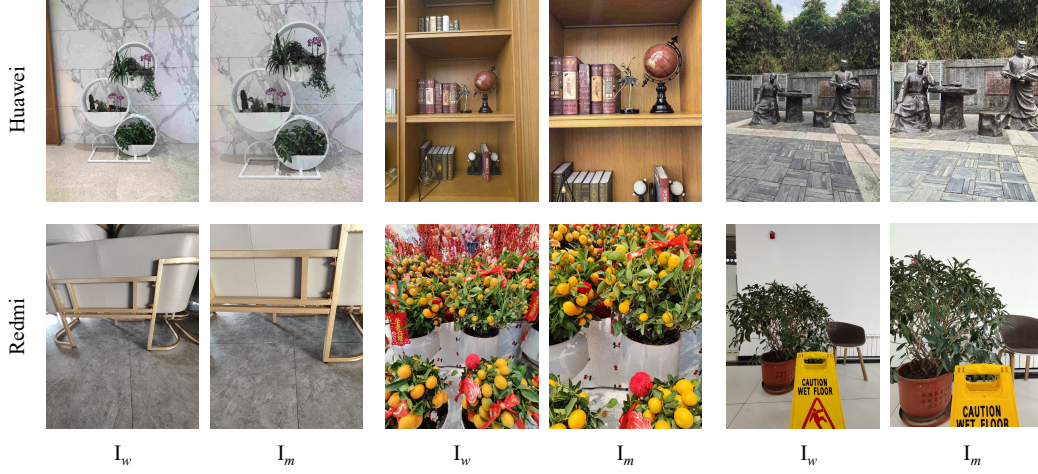 Huawei
Redmi
CAUTION
WET FLOOR
CAUTION
WET FLOOR
I_w
I_m
I_w
I_m
I_w
I_m